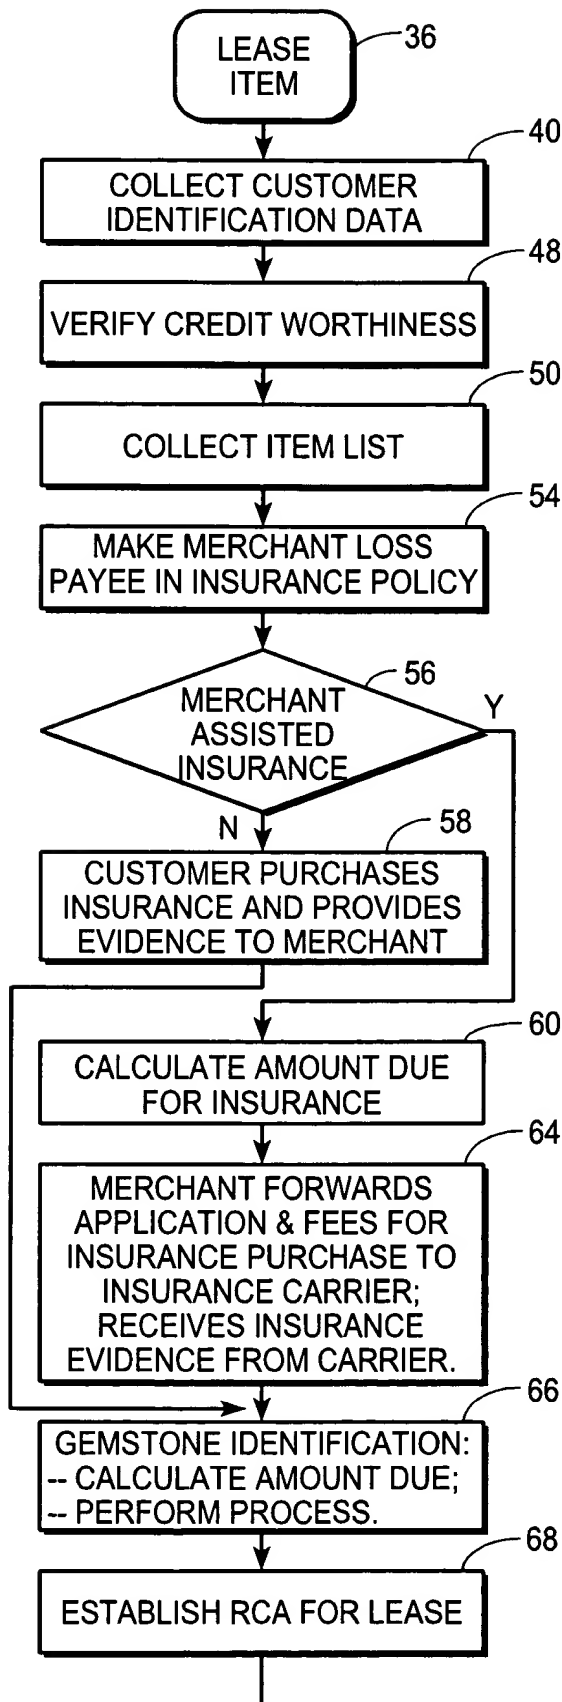 LEASE
ITEM
36
40
COLLECT CUSTOMER
IDENTIFICATION DATA
48
VERIFY CREDIT WORTHINESS
50
COLLECT ITEM LIST
54
MAKE MERCHANT LOSS
PAYEE IN INSURANCE POLICY
56
MERCHANT
ASSISTED
INSURANCE
Y
N
58
CUSTOMER PURCHASES
INSURANCE AND PROVIDES
EVIDENCE TO MERCHANT
60
CALCULATE AMOUNT DUE
FOR INSURANCE
64
MERCHANT FORWARDS
APPLICATION & FEES FOR
INSURANCE PURCHASE TO
INSURANCE CARRIER;
RECEIVES INSURANCE
EVIDENCE FROM CARRIER.
66
GEMSTONE IDENTIFICATION:
-- CALCULATE AMOUNT DUE;
-- PERFORM PROCESS.
68
ESTABLISH RCA FOR LEASE